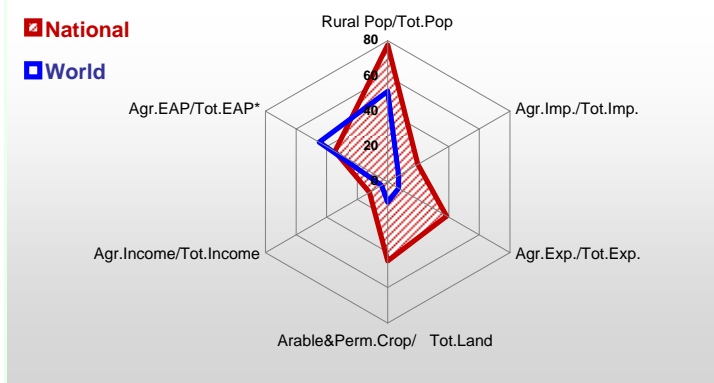 National
World
Rural Pop/Tot.Pop
80
60
40
20
0
Agr.EAP/Tot.EAP*
Agr.Imp./Tot.Imp.
Agr.Income/Tot.Income
Agr.Exp./Tot.Exp.
Arable&Perm.Crop/ Tot.Land